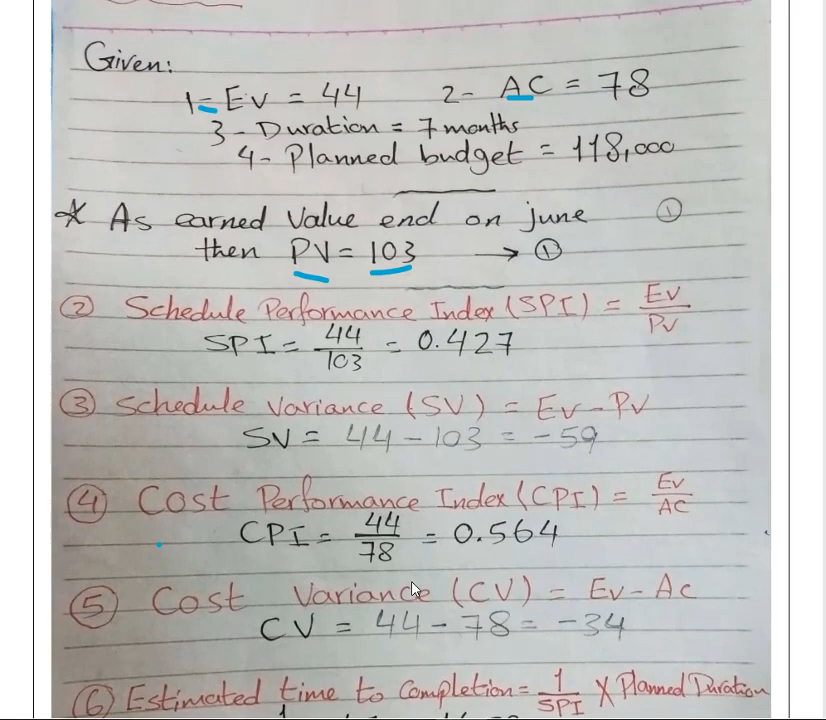 Given:
1- Ev = 44 2- AC = 78
3- Duration = 7 months
4- Planned budget = 118,000
* As earned Value end on june ①
then PV = 103 → ①
② Schedule Performance Index (SPI) = Ev/Pv
SPI = 44/103 = 0.427
③ Schedule Variance (SV) = Ev - Pv
SV = 44 - 103 = -59
④ Cost Performance Index (CPI) = Ev/AC
CPI = 44/78 = 0.564
⑤ Cost Variance (CV) = Ev - Ac
CV = 44 - 78 = -34
⑥ Estimated time to Completion = 1/SPI X Planned Duration